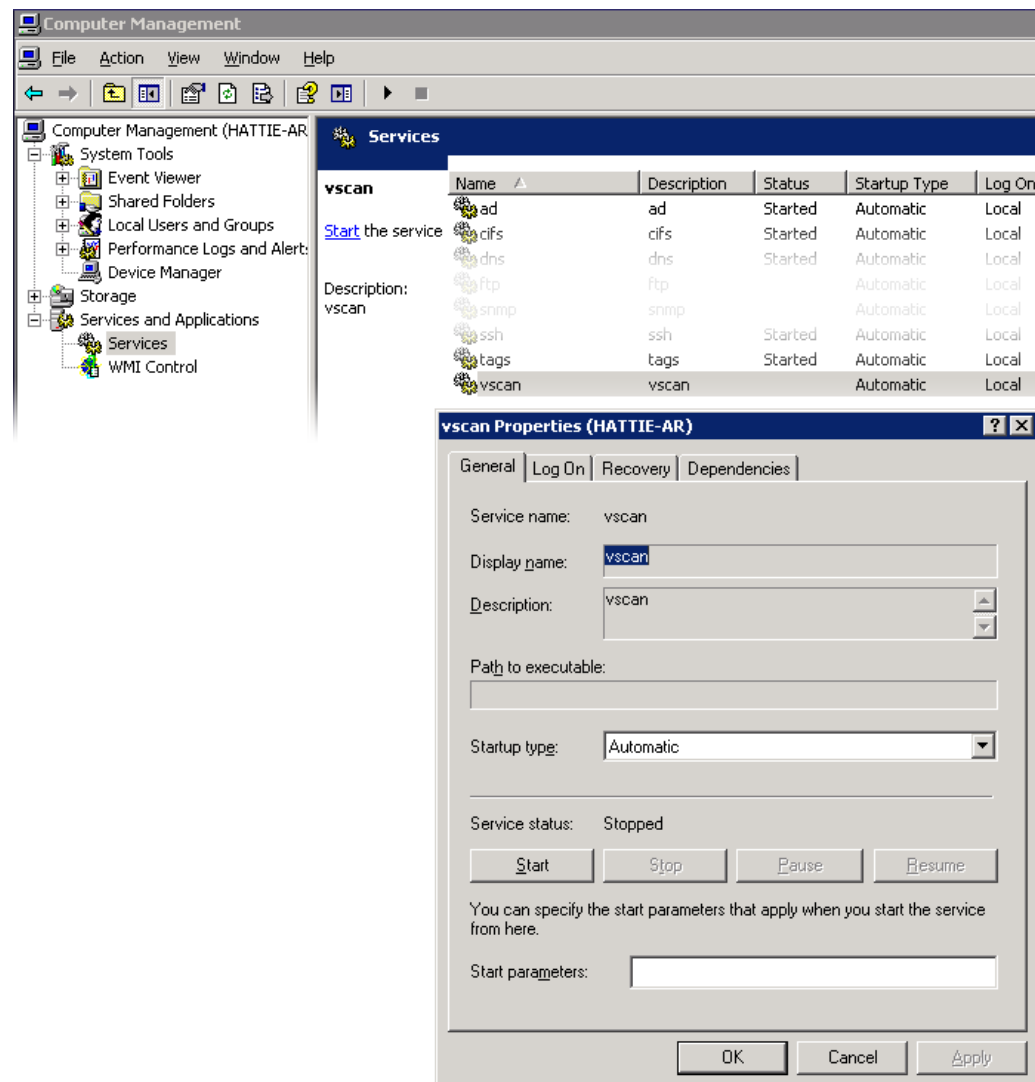 Computer Management
File Action View Window Help
Computer Management (HATTIE-AR
System Tools
Event Viewer
Shared Folders
Local Users and Groups
Performance Logs and Alert:
Device Manager
Storage
Services and Applications
Services
WMI Control
Services
vscan
Start the service
Description:
vscan
Name Description Status Startup Type Log On
ad ad Started Automatic Local
cifs cifs Started Automatic Local
dns dns Started Automatic Local
ftp ftp Automatic Local
snmp snmp Automatic Local
ssh ssh Started Automatic Local
tags tags Started Automatic Local
vscan vscan Automatic Local
vscan Properties (HATTIE-AR)
General Log On Recovery Dependencies
Service name: vscan
Display name: vscan
Description: vscan
Path to executable:
Startup type: Automatic
Service status: Stopped
Start Stop Pause Resume
You can specify the start parameters that apply when you start the service
from here.
Start parameters:
OK Cancel Apply